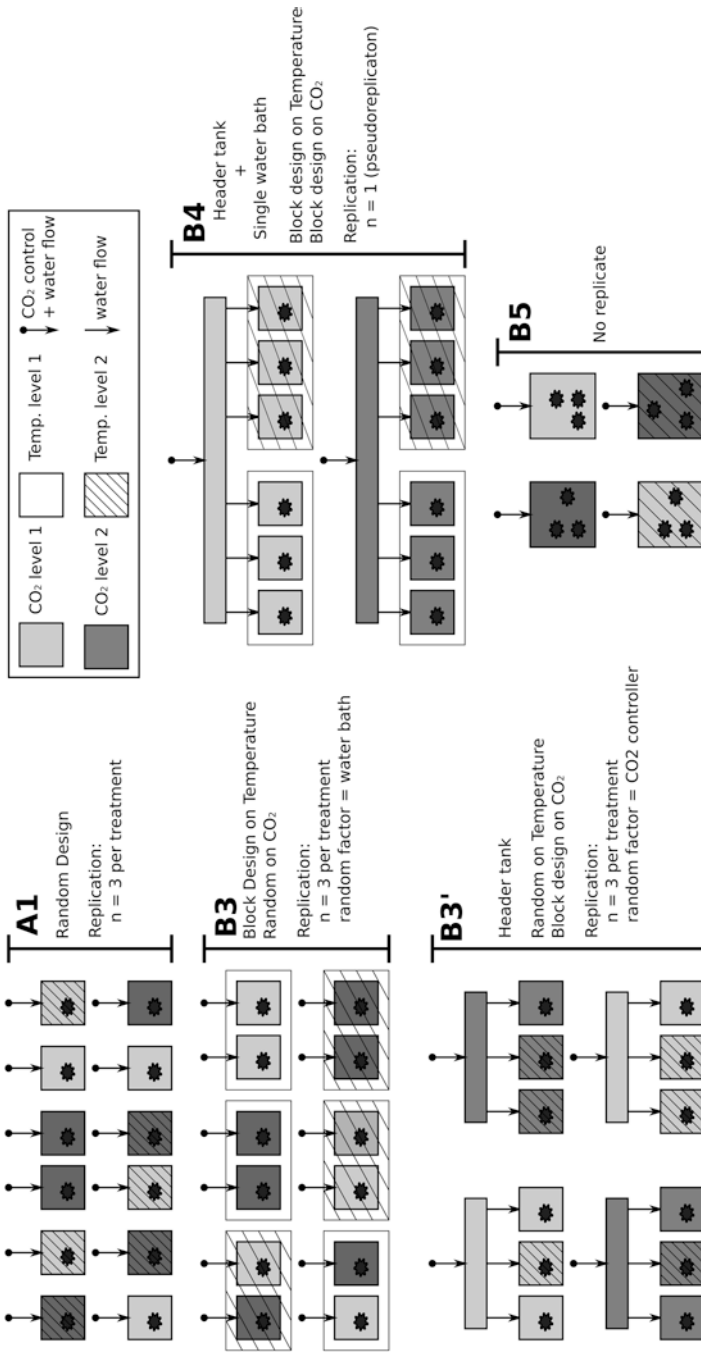 A1
Random Design
Replication:
n = 3 per treatment
B3
Block Design on Temperature
Random on CO₂
Replication:
n = 3 per treatment
random factor = water bath
B3'
Header tank
Random on Temperature
Block design on CO₂
Replication:
n = 3 per treatment
random factor = CO2 controller
CO₂ level 1
Temp. level 1
CO₂ control
+ water flow
CO₂ level 2
Temp. level 2
water flow
B4
Header tank
+
Single water bath
Block design on Temperature
Block design on CO₂
Replication:
n = 1 (pseudoreplicaton)
B5
No replicate